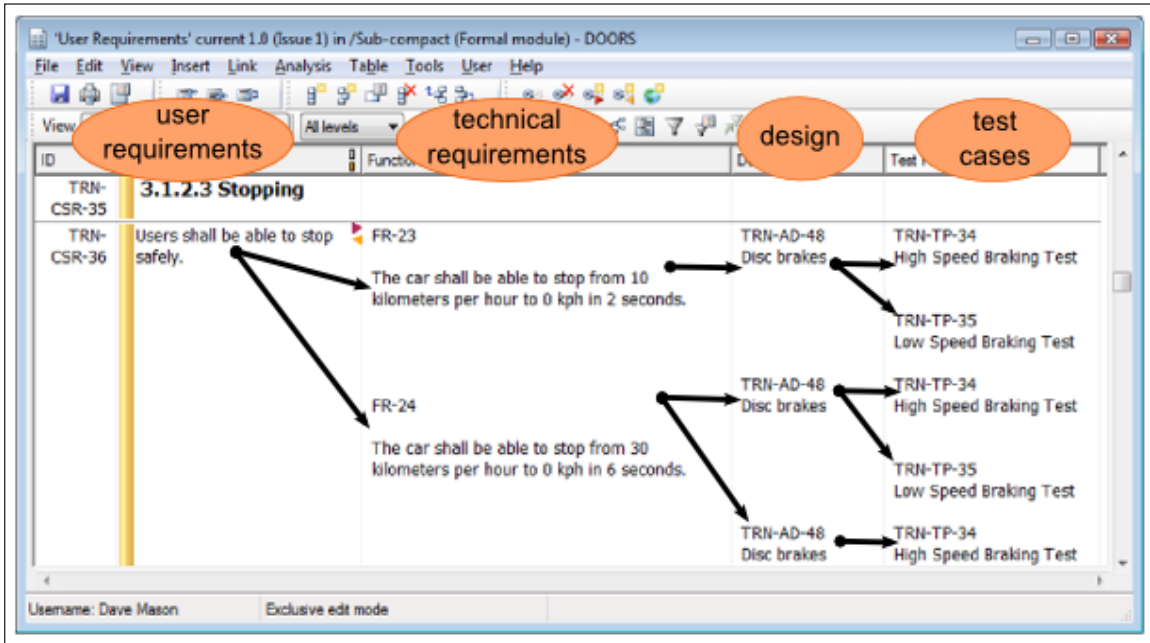 'User Requirements' current 1.0 (Issue 1) in /Sub-compact (Formal module) - DOORS
File Edit View Insert Link Analysis Table Tools User Help
View
user
requirements
All levels
technical
requirements
design
test
cases
ID
TRN-
CSR-35
3.1.2.3 Stopping
TRN-
CSR-36
Users shall be able to stop
safely.
FR-23
The car shall be able to stop from 10
kilometers per hour to 0 kph in 2 seconds.
TRN-AD-48
Disc brakes
TRN-TP-34
High Speed Braking Test
TRN-TP-35
Low Speed Braking Test
FR-24
The car shall be able to stop from 30
kilometers per hour to 0 kph in 6 seconds.
TRN-AD-48
Disc brakes
TRN-TP-34
High Speed Braking Test
TRN-TP-35
Low Speed Braking Test
TRN-AD-48
Disc brakes
TRN-TP-34
High Speed Braking Test
Username: Dave Mason
Exclusive edit mode